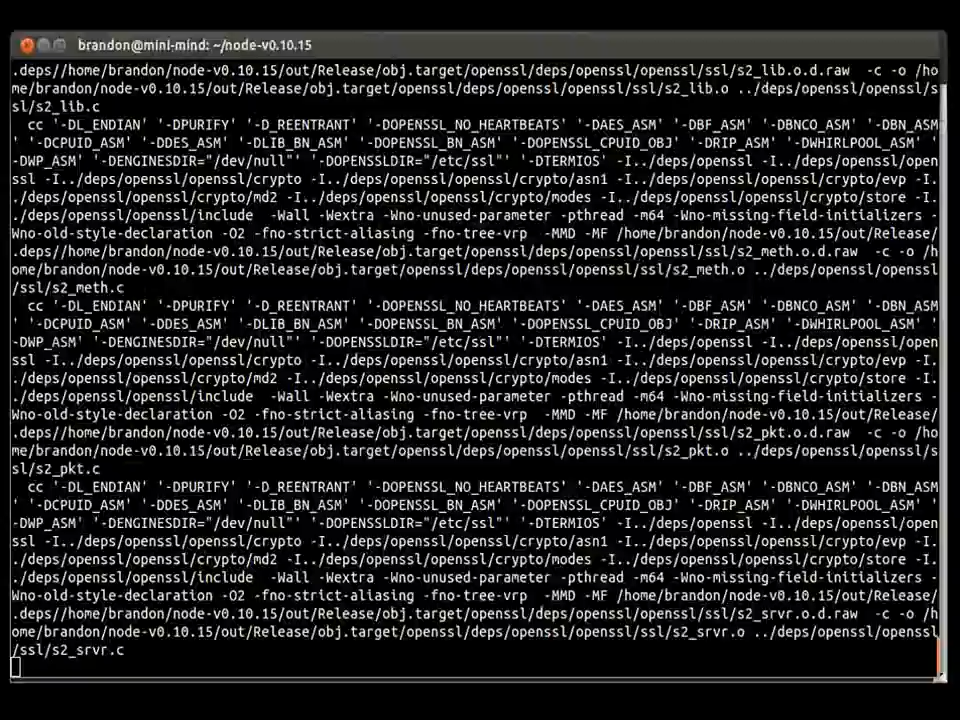 brandon@mini-mind: ~/node-v0.10.15
.deps//home/brandon/node-v0.10.15/out/Release/obj.target/openssl/deps/openssl/openssl/ssl/s2_lib.o.d.raw  -c -o /ho
me/brandon/node-v0.10.15/out/Release/obj.target/openssl/deps/openssl/openssl/ssl/s2_lib.o ../deps/openssl/openssl/s
sl/s2_lib.c
  cc '-DL_ENDIAN' '-DPURIFY' '-D_REENTRANT' '-DOPENSSL_NO_HEARTBEATS' '-DAES_ASM' '-DBF_ASM' '-DBNCO_ASM' '-DBN_ASM
' '-DCPUID_ASM' '-DDES_ASM' '-DLIB_BN_ASM' '-DOPENSSL_BN_ASM' '-DOPENSSL_CPUID_OBJ' '-DRIP_ASM' '-DWHIRLPOOL_ASM' '
-DWP_ASM' '-DENGINESDIR="/dev/null"' '-DOPENSSLDIR="/etc/ssl"' '-DTERMIOS' -I../deps/openssl -I../deps/openssl/open
ssl -I../deps/openssl/openssl/crypto -I../deps/openssl/openssl/crypto/asn1 -I../deps/openssl/openssl/crypto/evp -I.
./deps/openssl/openssl/crypto/md2 -I../deps/openssl/openssl/crypto/modes -I../deps/openssl/openssl/crypto/store -I.
./deps/openssl/openssl/include  -Wall -Wextra -Wno-unused-parameter -pthread -m64 -Wno-missing-field-initializers -
Wno-old-style-declaration -O2 -fno-strict-aliasing -fno-tree-vrp  -MMD -MF /home/brandon/node-v0.10.15/out/Release/
.deps//home/brandon/node-v0.10.15/out/Release/obj.target/openssl/deps/openssl/openssl/ssl/s2_meth.o.d.raw  -c -o /h
ome/brandon/node-v0.10.15/out/Release/obj.target/openssl/deps/openssl/openssl/ssl/s2_meth.o ../deps/openssl/openssl
/ssl/s2_meth.c
  cc '-DL_ENDIAN' '-DPURIFY' '-D_REENTRANT' '-DOPENSSL_NO_HEARTBEATS' '-DAES_ASM' '-DBF_ASM' '-DBNCO_ASM' '-DBN_ASM
' '-DCPUID_ASM' '-DDES_ASM' '-DLIB_BN_ASM' '-DOPENSSL_BN_ASM' '-DOPENSSL_CPUID_OBJ' '-DRIP_ASM' '-DWHIRLPOOL_ASM' '
-DWP_ASM' '-DENGINESDIR="/dev/null"' '-DOPENSSLDIR="/etc/ssl"' '-DTERMIOS' -I../deps/openssl -I../deps/openssl/open
ssl -I../deps/openssl/openssl/crypto -I../deps/openssl/openssl/crypto/asn1 -I../deps/openssl/openssl/crypto/evp -I.
./deps/openssl/openssl/crypto/md2 -I../deps/openssl/openssl/crypto/modes -I../deps/openssl/openssl/crypto/store -I.
./deps/openssl/openssl/include  -Wall -Wextra -Wno-unused-parameter -pthread -m64 -Wno-missing-field-initializers -
Wno-old-style-declaration -O2 -fno-strict-aliasing -fno-tree-vrp  -MMD -MF /home/brandon/node-v0.10.15/out/Release/
.deps//home/brandon/node-v0.10.15/out/Release/obj.target/openssl/deps/openssl/openssl/ssl/s2_pkt.o.d.raw  -c -o /ho
me/brandon/node-v0.10.15/out/Release/obj.target/openssl/deps/openssl/openssl/ssl/s2_pkt.o ../deps/openssl/openssl/s
sl/s2_pkt.c
  cc '-DL_ENDIAN' '-DPURIFY' '-D_REENTRANT' '-DOPENSSL_NO_HEARTBEATS' '-DAES_ASM' '-DBF_ASM' '-DBNCO_ASM' '-DBN_ASM
' '-DCPUID_ASM' '-DDES_ASM' '-DLIB_BN_ASM' '-DOPENSSL_BN_ASM' '-DOPENSSL_CPUID_OBJ' '-DRIP_ASM' '-DWHIRLPOOL_ASM' '
-DWP_ASM' '-DENGINESDIR="/dev/null"' '-DOPENSSLDIR="/etc/ssl"' '-DTERMIOS' -I../deps/openssl -I../deps/openssl/open
ssl -I../deps/openssl/openssl/crypto -I../deps/openssl/openssl/crypto/asn1 -I../deps/openssl/openssl/crypto/evp -I.
./deps/openssl/openssl/crypto/md2 -I../deps/openssl/openssl/crypto/modes -I../deps/openssl/openssl/crypto/store -I.
./deps/openssl/openssl/include  -Wall -Wextra -Wno-unused-parameter -pthread -m64 -Wno-missing-field-initializers -
Wno-old-style-declaration -O2 -fno-strict-aliasing -fno-tree-vrp  -MMD -MF /home/brandon/node-v0.10.15/out/Release/
.deps//home/brandon/node-v0.10.15/out/Release/obj.target/openssl/deps/openssl/openssl/ssl/s2_srvr.o.d.raw  -c -o /h
ome/brandon/node-v0.10.15/out/Release/obj.target/openssl/deps/openssl/openssl/ssl/s2_srvr.o ../deps/openssl/openssl
/ssl/s2_srvr.c